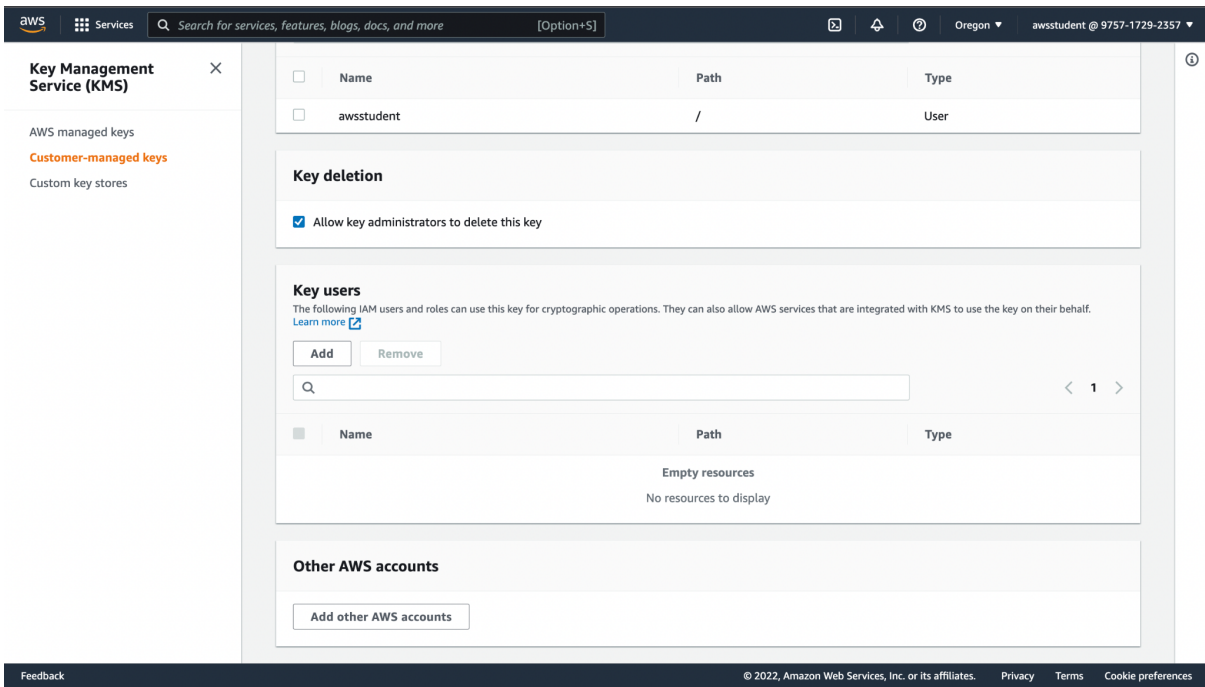 aws Services Search for services, features, blogs, docs, and more [Option+S] Oregon ▼ awsstudent @ 9757-1729-2357 ▼
Key Management
Service (KMS)
AWS managed keys
Customer-managed keys
Custom key stores
Name Path Type
awsstudent / User
Key deletion
Allow key administrators to delete this key
Key users
The following IAM users and roles can use this key for cryptographic operations. They can also allow AWS services that are integrated with KMS to use the key on their behalf.
Learn more
Add Remove
1
Name Path Type
Empty resources
No resources to display
Other AWS accounts
Add other AWS accounts
Feedback © 2022, Amazon Web Services, Inc. or its affiliates. Privacy Terms Cookie preferences